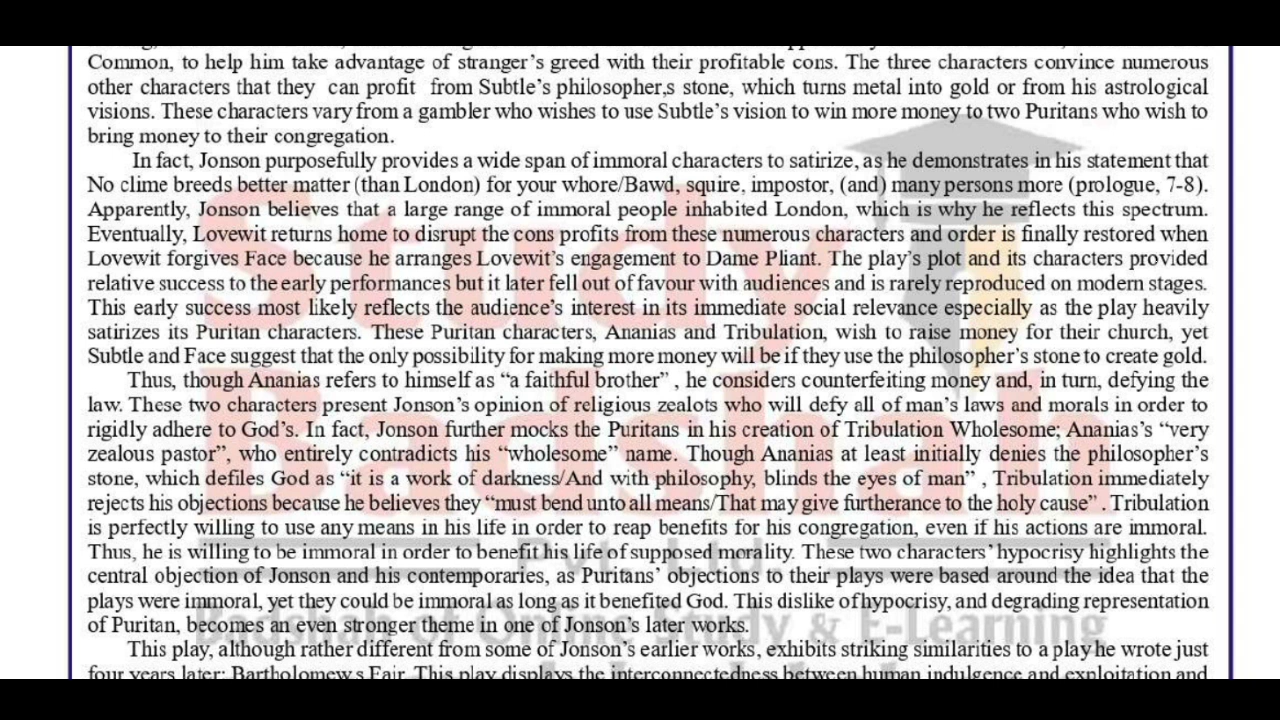 Common, to help him take advantage of stranger's greed with their profitable cons. The three characters convince numerous
other characters that they can profit from Subtle's philosopher,s stone, which turns metal into gold or from his astrological
visions. These characters vary from a gambler who wishes to use Subtle's vision to win more money to two Puritans who wish to
bring money to their congregation.
In fact, Jonson purposefully provides a wide span of immoral characters to satirize, as he demonstrates in his statement that
No clime breeds better matter (than London) for your whore/Bawd, squire, impostor, (and) many persons more (prologue, 7-8).
Apparently, Jonson believes that a large range of immoral people inhabited London, which is why he reflects this spectrum.
Eventually, Lovewit returns home to disrupt the cons profits from these numerous characters and order is finally restored when
Lovewit forgives Face because he arranges Lovewit's engagement to Dame Pliant. The play's plot and its characters provided
relative success to the early performances but it later fell out of favour with audiences and is rarely reproduced on modern stages.
This early success most likely reflects the audience's interest in its immediate social relevance especially as the play heavily
satirizes its Puritan characters. These Puritan characters, Ananias and Tribulation, wish to raise money for their church, yet
Subtle and Face suggest that the only possibility for making more money will be if they use the philosopher's stone to create gold.
Thus, though Ananias refers to himself as "a faithful brother" , he considers counterfeiting money and, in turn, defying the
law. These two characters present Jonson's opinion of religious zealots who will defy all of man's laws and morals in order to
rigidly adhere to God's. In fact, Jonson further mocks the Puritans in his creation of Tribulation Wholesome; Ananias's "very
zealous pastor", who entirely contradicts his "wholesome" name. Though Ananias at least initially denies the philosopher's
stone, which defiles God as "it is a work of darkness/And with philosophy, blinds the eyes of man" , Tribulation immediately
rejects his objections because he believes they "must bend unto all means/That may give furtherance to the holy cause" . Tribulation
is perfectly willing to use any means in his life in order to reap benefits for his congregation, even if his actions are immoral.
Thus, he is willing to be immoral in order to benefit his life of supposed morality. These two characters' hypocrisy highlights the
central objection of Jonson and his contemporaries, as Puritans' objections to their plays were based around the idea that the
plays were immoral, yet they could be immoral as long as it benefited God. This dislike of hypocrisy, and degrading representation
of Puritan, becomes an even stronger theme in one of Jonson's later works.
This play, although rather different from some of Jonson's earlier works, exhibits striking similarities to a play he wrote just
four years later: Bartholomew's Fair. This play displays the interconnectedness between human indulgence and exploitation and
Study
Badshah
Pvt. Ltd.
Badshah of Online Study & E-Learning